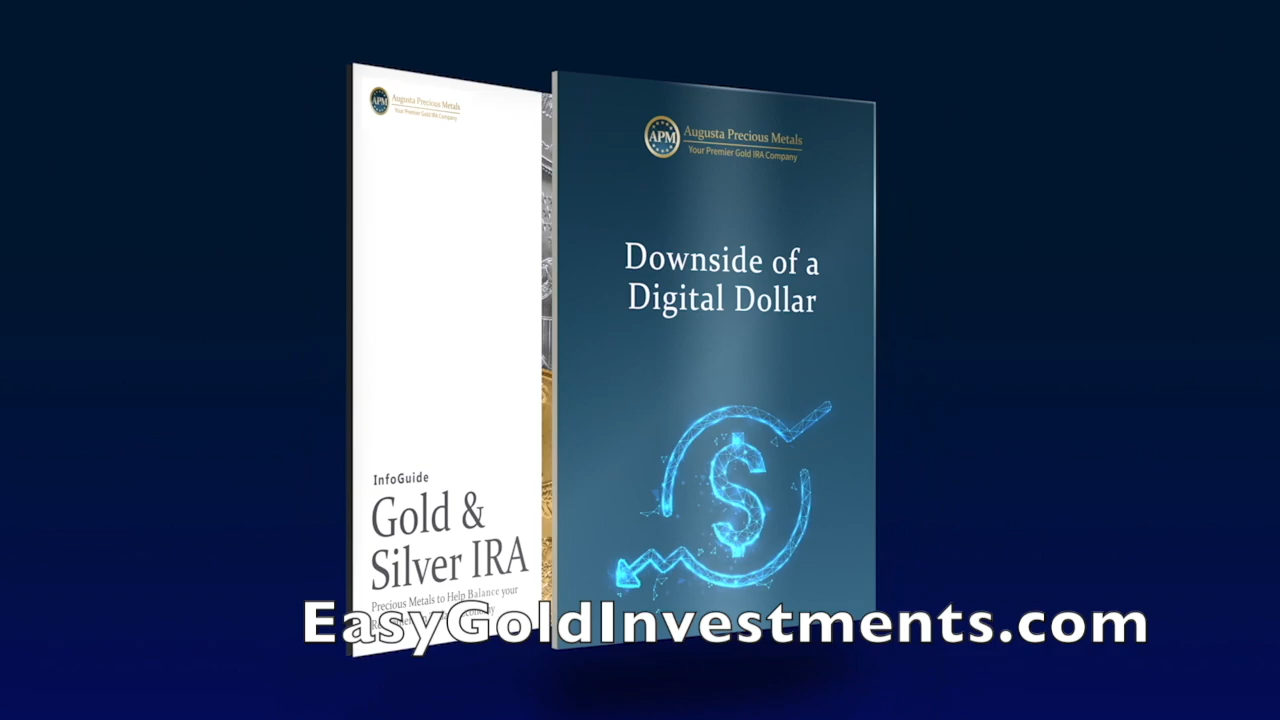 APM
Augusta Precious Metals
Your Premier Gold IRA Company
InfoGuide
Gold &
Silver IRA
Precious Metals to Help Balance your
APM
Augusta Precious Metals
Your Premier Gold IRA Company
Downside of a
Digital Dollar
$
EasyGoldInvestments.com